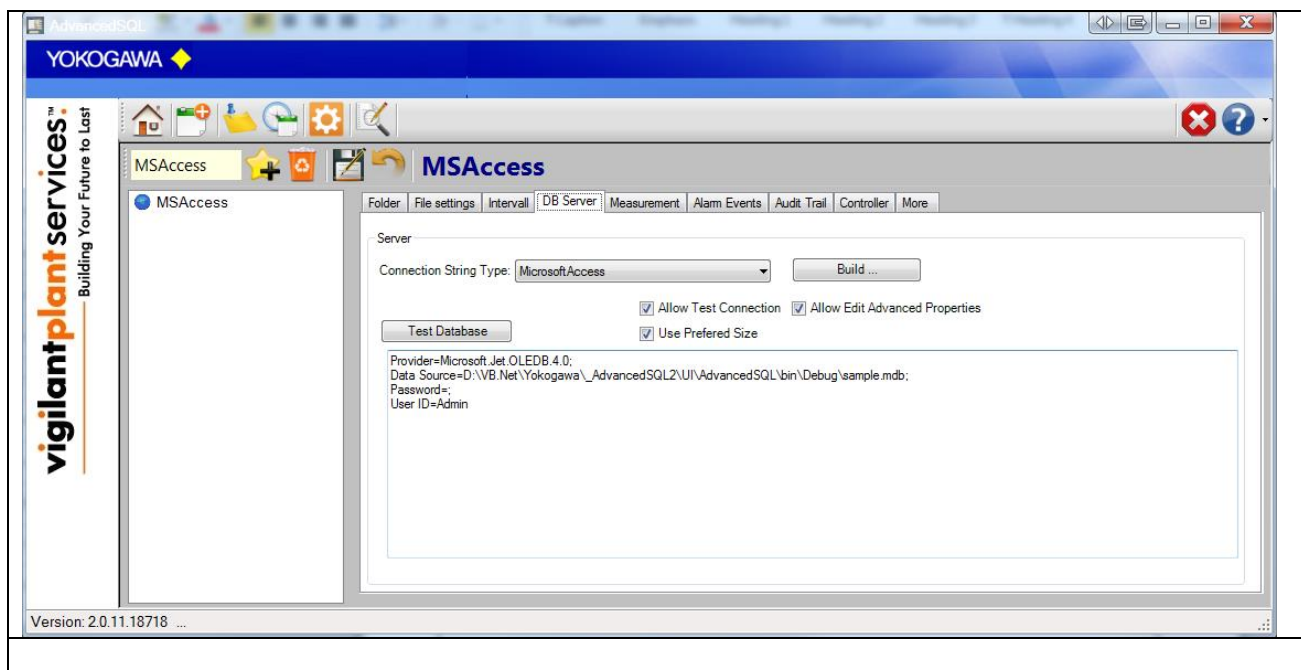 AdvancedSQL
YOKOGAWA
vigilantplantservices.™
Building Your Future to Last
MSAccess
MSAccess
MSAccess
Folder
File settings
Intervall
DB Server
Measurement
Alarm Events
Audit Trail
Controller
More
Server
Connection String Type:
MicrosoftAccess
Build ...
Allow Test Connection
Allow Edit Advanced Properties
Test Database
Use Prefered Size
Provider=Microsoft.Jet.OLEDB.4.0;
Data Source=D:\VB.Net\Yokogawa\_AdvancedSQL2\UI\AdvancedSQL\bin\Debug\sample.mdb;
Password=;
User ID=Admin
Version: 2.0.11.18718 ...